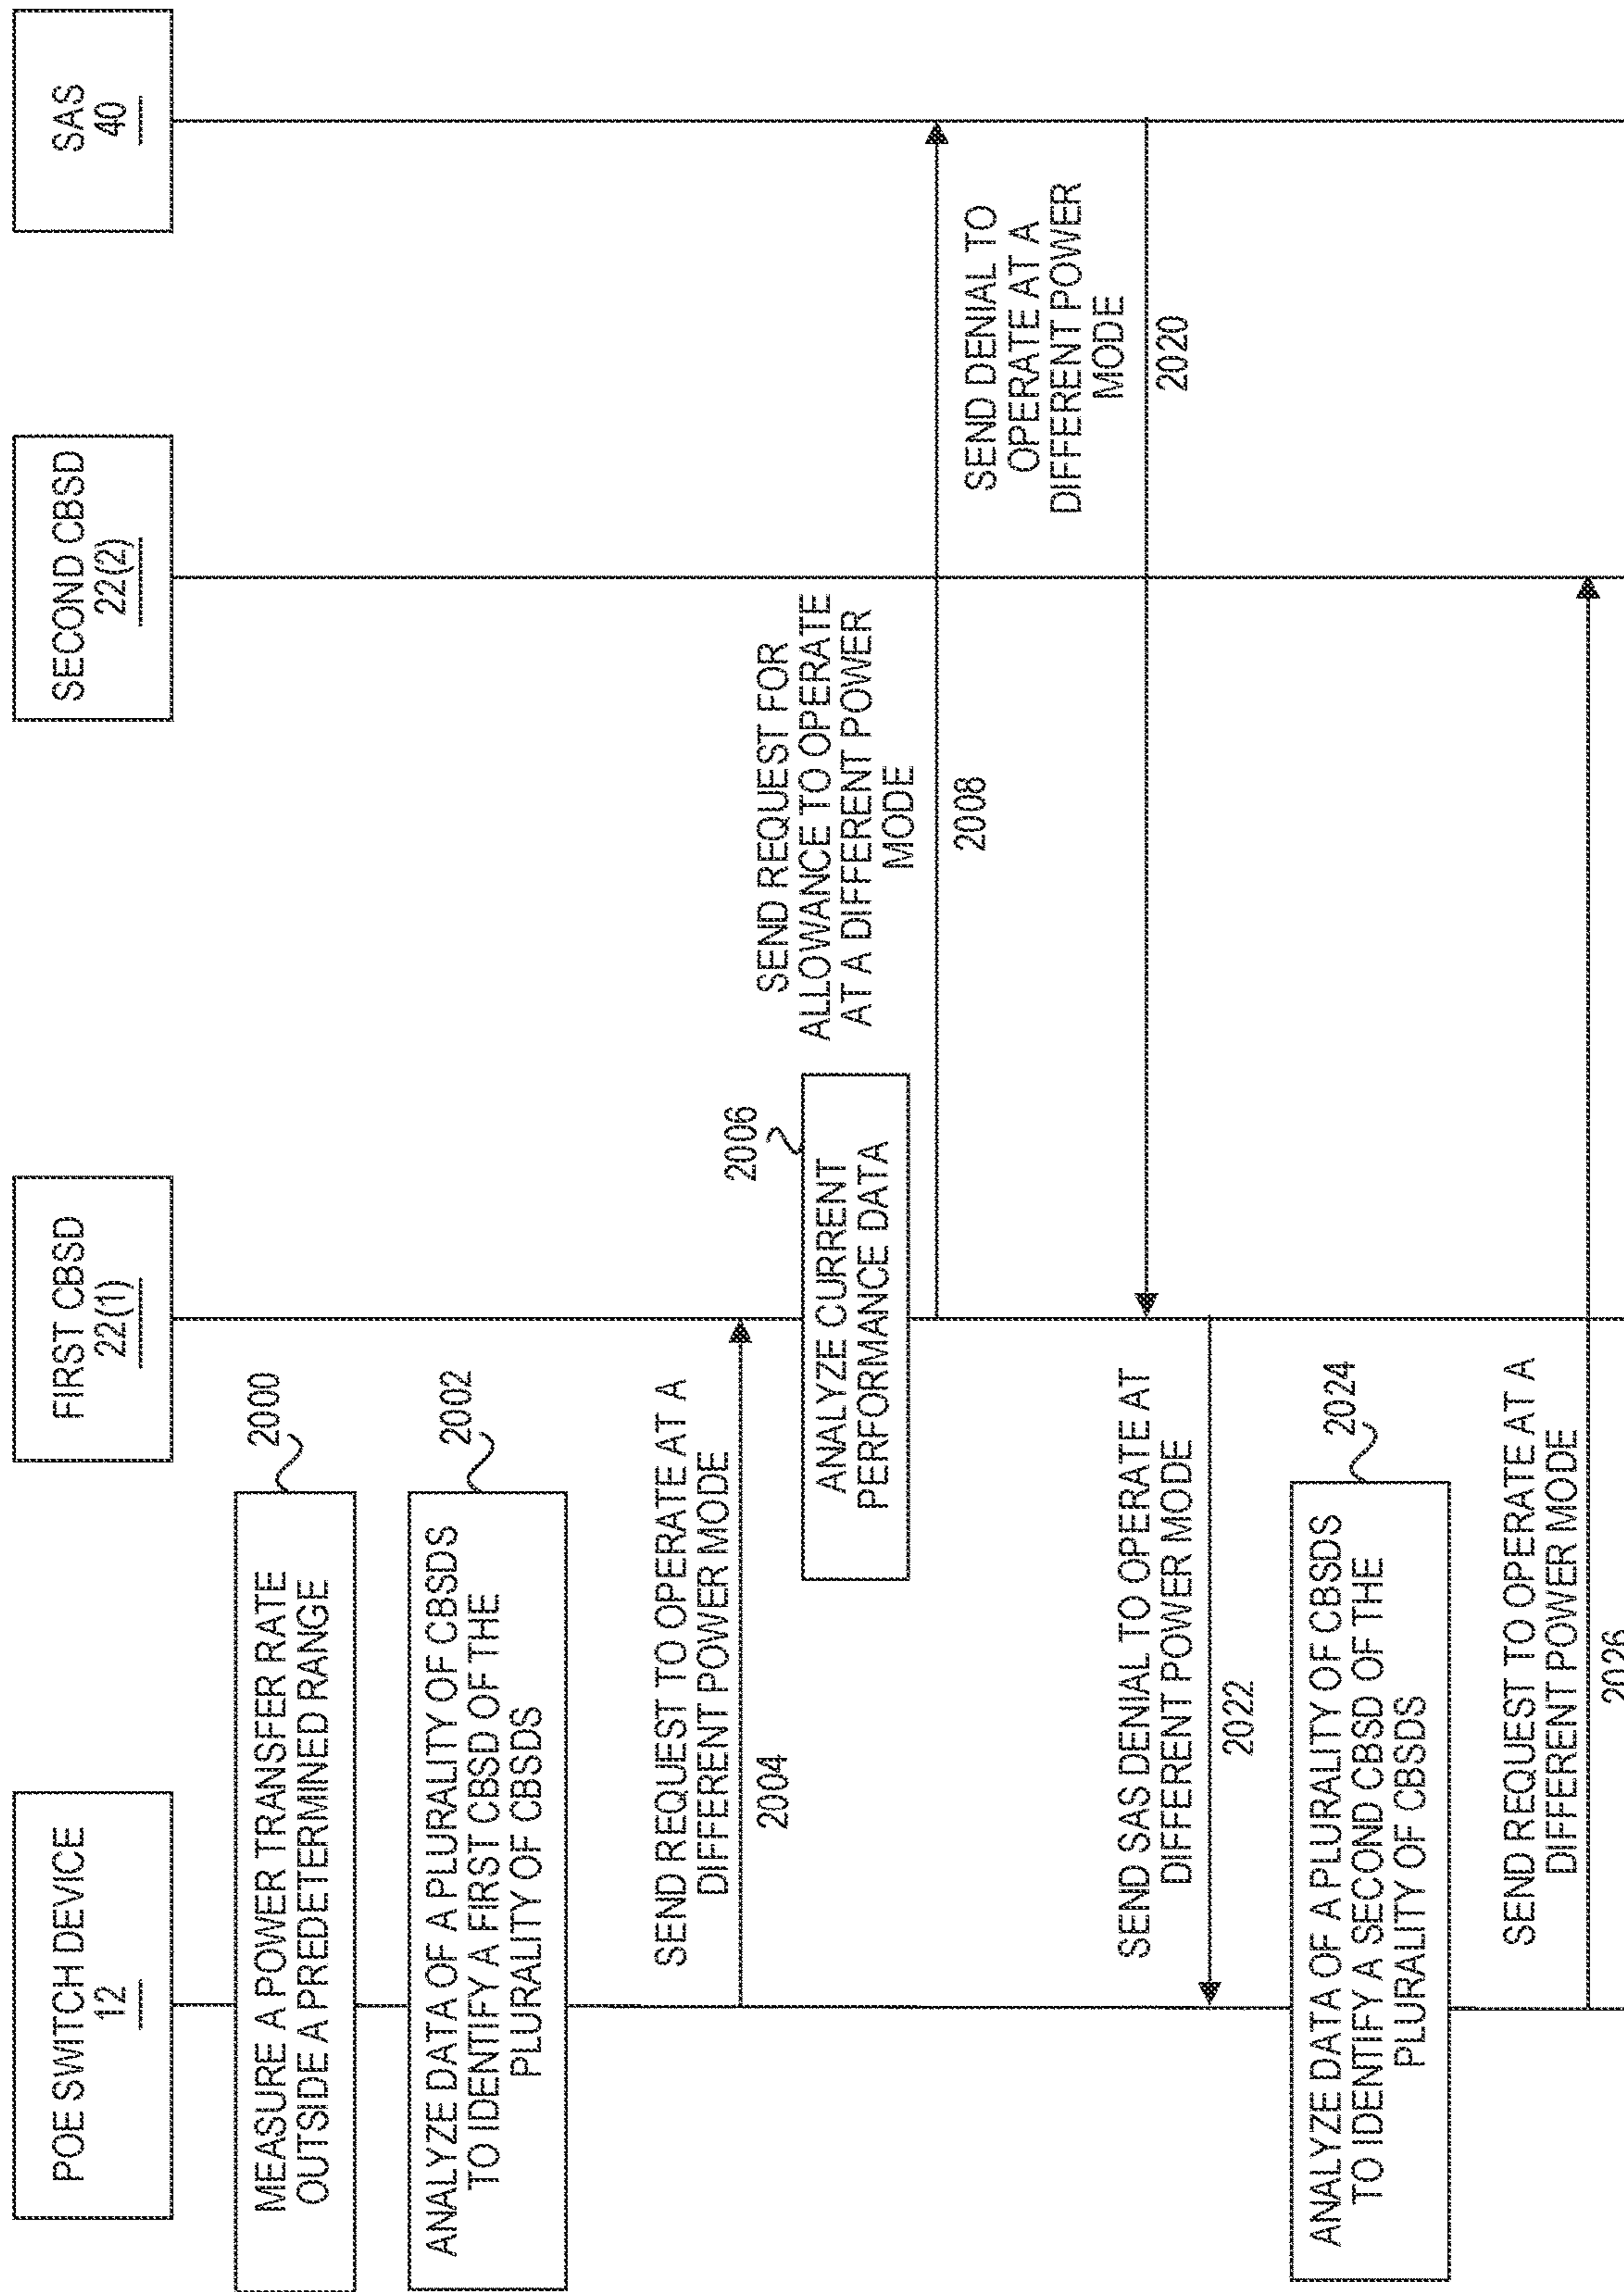 POE SWITCH DEVICE
12
FIRST CBSD
22(1)
SECOND CBSD
22(2)
SAS
40
2000
MEASURE A POWER TRANSFER RATE
OUTSIDE A PREDETERMINED RANGE
2002
ANALYZE DATA OF A PLURALITY OF CBSDS
TO IDENTIFY A FIRST CBSD OF THE
PLURALITY OF CBSDS
SEND REQUEST TO OPERATE AT A
DIFFERENT POWER MODE
2004
2006
ANALYZE CURRENT
PERFORMANCE DATA
SEND REQUEST FOR
ALLOWANCE TO OPERATE
AT A DIFFERENT POWER
MODE
2008
SEND DENIAL TO
OPERATE AT A
DIFFERENT POWER
MODE
2020
SEND SAS DENIAL TO OPERATE AT
DIFFERENT POWER MODE
2022
2024
ANALYZE DATA OF A PLURALITY OF CBSDS
TO IDENTIFY A SECOND CBSD OF THE
PLURALITY OF CBSDS
SEND REQUEST TO OPERATE AT A
DIFFERENT POWER MODE
2026